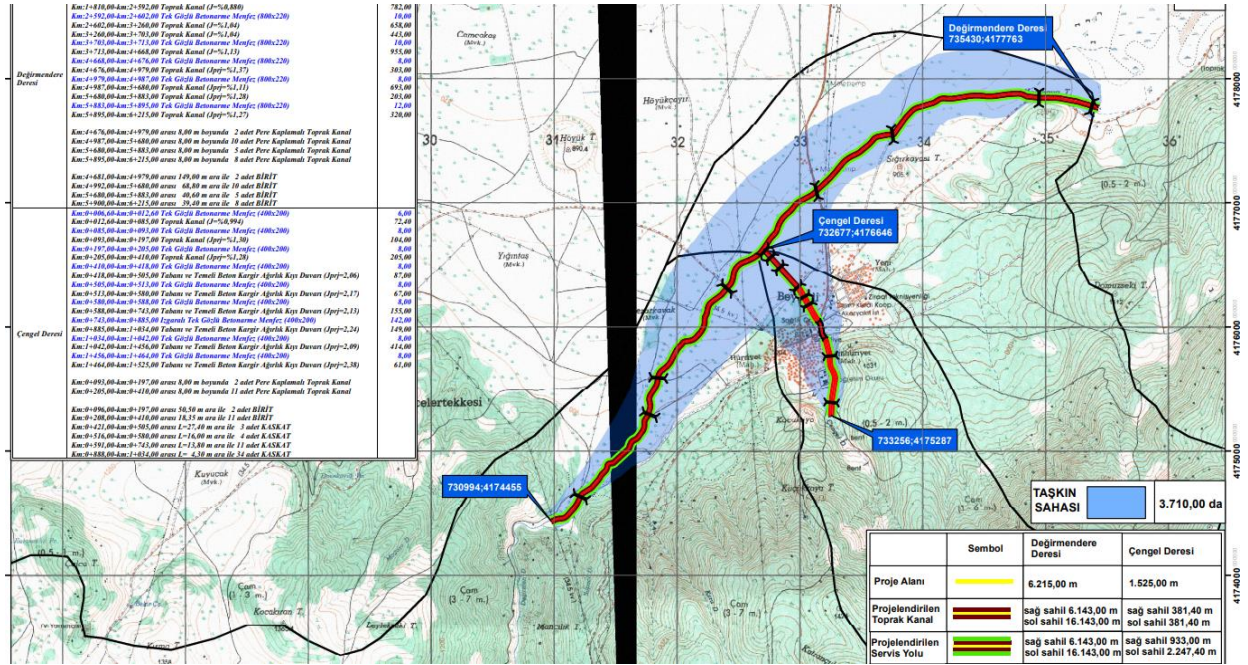 Km:1+810,00-km:2+592,00 Toprak Kanal (J=%0,880) 782,00
Km:2+592,00-km:2+602,00 Tek Gözlü Betonarme Menfez (800x220) 10,00
Km:2+602,00-km:3+260,00 Toprak Kanal (J=%1,04) 658,00
Km:3+260,00-km:3+703,00 Toprak Kanal (J=%1,04) 443,00
Km:3+703,00-km:3+713,00 Tek Gözlü Betonarme Menfez (800x220) 10,00
Km:3+713,00-km:4+668,00 Toprak Kanal (J=%1,13) 955,00
Km:4+668,00-km:4+676,00 Tek Gözlü Betonarme Menfez (800x220) 8,00
Km:4+676,00-km:4+979,00 Toprak Kanal (Jprj=%1,37) 303,00
Km:4+979,00-km:4+987,00 Tek Gözlü Betonarme Menfez (800x220) 8,00
Km:4+987,00-km:5+680,00 Toprak Kanal (Jprj=%1,11) 693,00
Km:5+680,00-km:5+883,00 Toprak Kanal (Jprj=%1,28) 203,00
Km:5+883,00-km:5+895,00 Tek Gözlü Betonarme Menfez (800x220) 12,00
Km:5+895,00-km:6+215,00 Toprak Kanal (Jprj=%1,27) 320,00
Değirmendere
Deresi
Km:4+676,00-km:4+979,00 arası 8,00 m boyunda 2 adet Pere Kaplamalı Toprak Kanal
Km:4+987,00-km:5+680,00 arası 8,00 m boyunda 10 adet Pere Kaplamalı Toprak Kanal
Km:5+680,00-km:5+883,00 arası 8,00 m boyunda 5 adet Pere Kaplamalı Toprak Kanal
Km:5+895,00-km:6+215,00 arası 8,00 m boyunda 8 adet Pere Kaplamalı Toprak Kanal
Km:4+681,00-km:4+979,00 arası 149,00 m ara ile 2 adet BİRİT
Km:4+992,00-km:5+680,00 arası 68,80 m ara ile 10 adet BİRİT
Km:5+680,00-km:5+883,00 arası 40,60 m ara ile 5 adet BİRİT
Km:5+900,00-km:6+215,00 arası 39,40 m ara ile 8 adet BİRİT
Km:0+006,60-km:0+012,60 Tek Gözlü Betonarme Menfez (400x200) 6,00
Km:0+012,60-km:0+085,00 Toprak Kanal (J=%0,994) 72,40
Km:0+085,00-km:0+093,00 Tek Gözlü Betonarme Menfez (400x200) 8,00
Km:0+093,00-km:0+197,00 Toprak Kanal (Jprj=%1,30) 104,00
Km:0+197,00-km:0+205,00 Tek Gözlü Betonarme Menfez (400x200) 8,00
Km:0+205,00-km:0+410,00 Toprak Kanal (Jprj=%1,28) 205,00
Km:0+410,00-km:0+418,00 Tek Gözlü Betonarme Menfez (400x200) 8,00
Km:0+418,00-km:0+505,00 Tabanı ve Temeli Beton Kargir Ağırlık Kıyı Duvarı (Jprj=2,06) 87,00
Km:0+505,00-km:0+513,00 Tek Gözlü Betonarme Menfez (400x200) 8,00
Km:0+513,00-km:0+580,00 Tabanı ve Temeli Beton Kargir Ağırlık Kıyı Duvarı (Jprj=2,17) 67,00
Km:0+580,00-km:0+588,00 Tek Gözlü Betonarme Menfez (400x200) 8,00
Km:0+588,00-km:0+743,00 Tabanı ve Temeli Beton Kargir Ağırlık Kıyı Duvarı (Jprj=2,13) 155,00
Km:0+743,00-km:0+885,00 Izgaralı Tek Gözlü Betonarme Menfez (400x200) 142,00
Km:0+885,00-km:1+034,00 Tabanı ve Temeli Beton Kargir Ağırlık Kıyı Duvarı (Jprj=2,24) 149,00
Km:1+034,00-km:1+042,00 Tek Gözlü Betonarme Menfez (400x200) 8,00
Km:1+042,00-km:1+456,00 Tabanı ve Temeli Beton Kargir Ağırlık Kıyı Duvarı (Jprj=2,09) 414,00
Km:1+456,00-km:1+464,00 Tek Gözlü Betonarme Menfez (400x200) 8,00
Km:1+464,00-km:1+525,00 Tabanı ve Temeli Beton Kargir Ağırlık Kıyı Duvarı (Jprj=2,38) 61,00
Çengel Deresi
Km:0+093,00-km:0+197,00 arası 8,00 m boyunda 2 adet Pere Kaplamalı Toprak Kanal
Km:0+205,00-km:0+410,00 arası 8,00 m boyunda 11 adet Pere Kaplamalı Toprak Kanal
Km:0+096,00-km:0+197,00 arası 50,50 m ara ile 2 adet BİRİT
Km:0+208,00-km:0+410,00 arası 18,35 m ara ile 11 adet BİRİT
Km:0+421,00-km:0+505,00 arası L=27,40 m ara ile 3 adet KASKAT
Km:0+516,00-km:0+580,00 arası L=16,00 m ara ile 4 adet KASKAT
Km:0+591,00-km:0+743,00 arası L=13,80 m ara ile 11 adet KASKAT
Km:0+888,00-km:1+034,00 arası L= 4,30 m ara ile 34 adet KASKAT
Camcakaş
(Mvk.)
Höyükçayır
(Mvk.)
Değirmendere Deresi
735430;4177763
4178000
30
31
32
33
34
35
Höyük T.
890.4
Sığırkayası T.
905
(0.5 - 2 m.)
4177000
Çengel Deresi
732677;4176646
Yığıntaş
(Mvk.)
Yeni
Mah.
Ziraat Teknisyenliği
Domuzseki T.
4176000
Hürriyet
(Mah.)
1031
elertekkesi
Kocakaya T.
(0.5 - 2 m.)
733256;4175287
Bent
4175000
Kuyucak
(Mvk.)
730994;4174455
TAŞKIN
SAHASI
3.710,00 da
Çam
(1 - 3 m.)
Kocakıran T.
Çam
(3 - 7 m.)
Mancılık T.
Çam
(3 - 7 m.)
4174000
Sembol
Değirmendere
Deresi
Çengel Deresi
Proje Alanı
6.215,00 m
1.525,00 m
Projelendirilen
Toprak Kanal
sağ sahil 6.143,00 m
sol sahil 16.143,00 m
sağ sahil 381,40 m
sol sahil 381,40 m
Projelendirilen
Servis Yolu
sağ sahil 6.143,00 m
sol sahil 16.143,00 m
sağ sahil 933,00 m
sol sahil 2.247,40 m